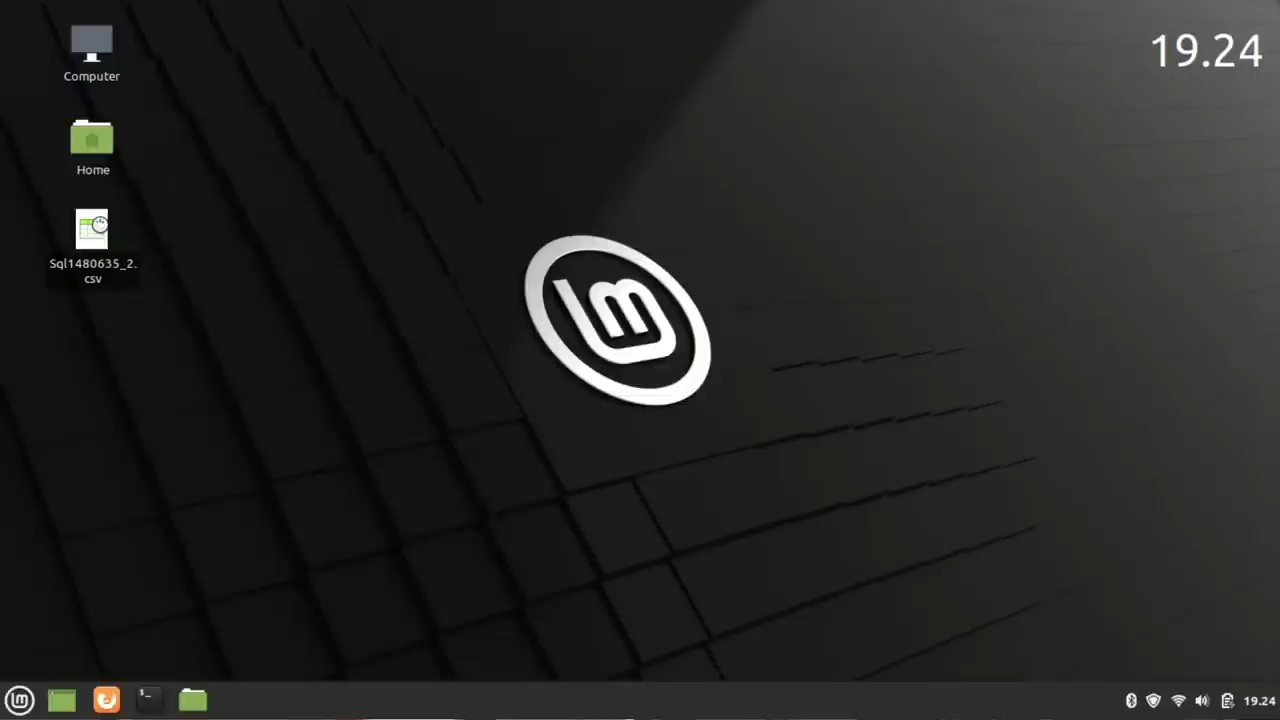 Computer
19.24
Home
Sql1480635_2.
csv
$_
19.24